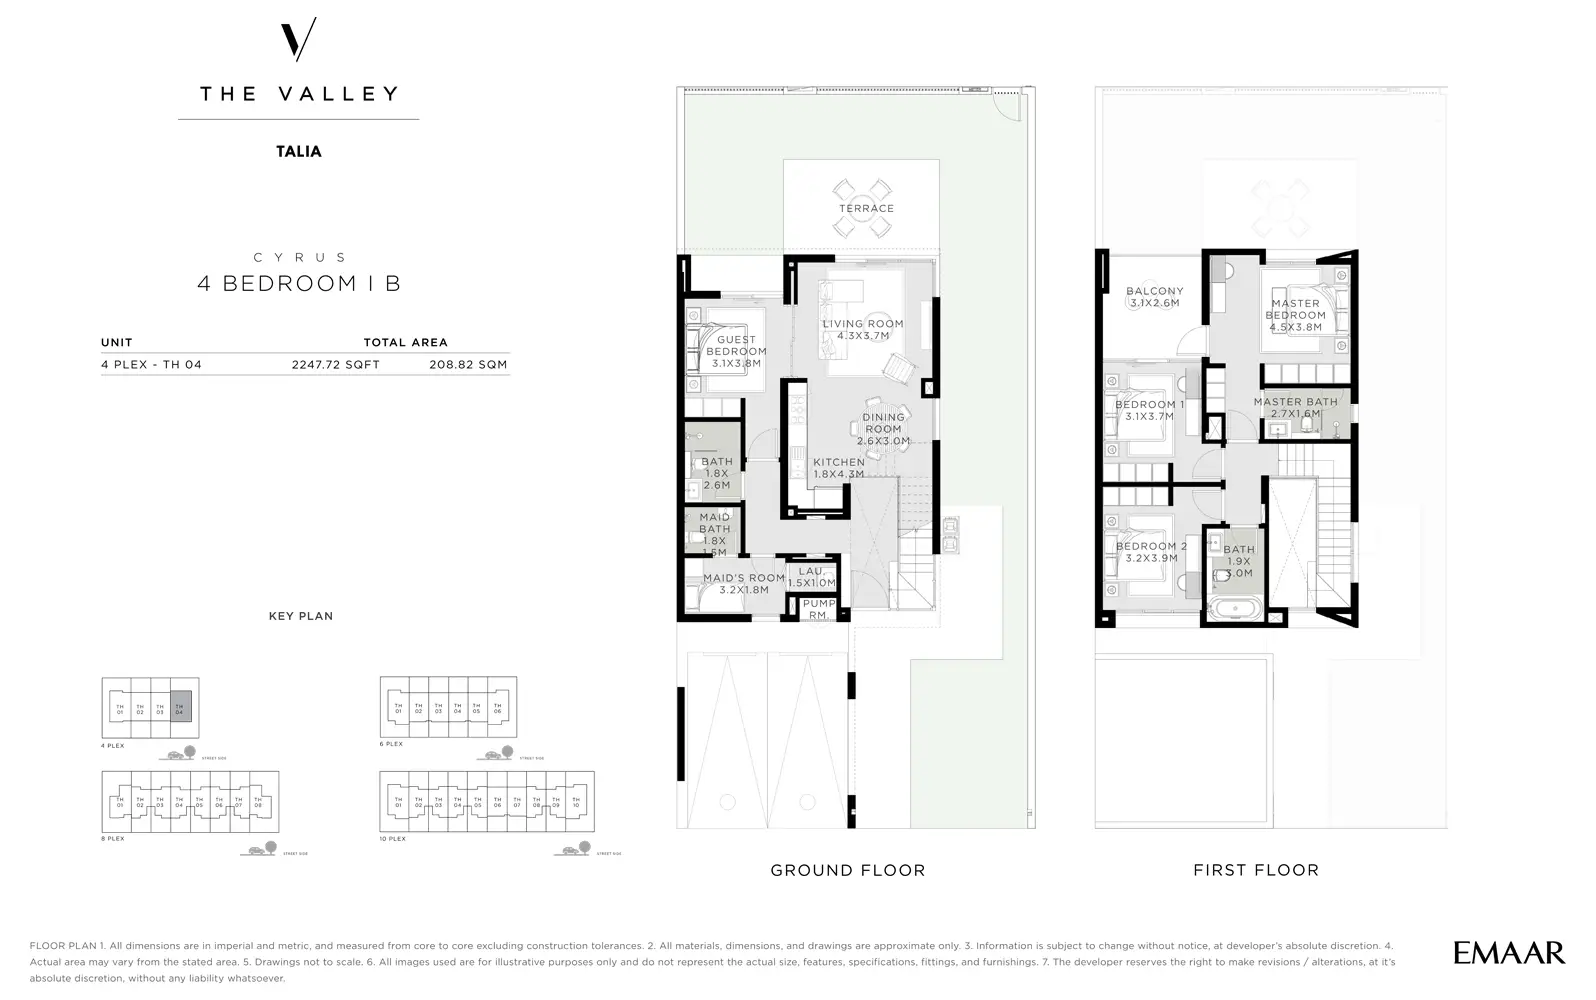 THE VALLEY
TALIA
CYRUS
4 BEDROOM I B
UNIT TOTAL AREA
4 PLEX - TH 04 2247.72 SQFT 208.82 SQM
KEY PLAN
TH 01 TH 02 TH 03 TH 04
4 PLEX
STREET SIDE
TH 01 TH 02 TH 03 TH 04 TH 05 TH 06
6 PLEX
STREET SIDE
TH 01 TH 02 TH 03 TH 04 TH 05 TH 06 TH 07 TH 08
8 PLEX
STREET SIDE
TH 01 TH 02 TH 03 TH 04 TH 05 TH 06 TH 07 TH 08 TH 09 TH 10
10 PLEX
STREET SIDE
TERRACE
LIVING ROOM
4.3X3.7M
GUEST
BEDROOM
3.1X3.8M
DINING
ROOM
2.6X3.0M
KITCHEN
1.8X4.3M
BATH
1.8X
2.6M
MAID
BATH
1.8X
1.5M
MAID'S ROOM
3.2X1.8M
LAU.
1.5X1.0M
PUMP
RM.
GROUND FLOOR
BALCONY
3.1X2.6M
MASTER
BEDROOM
4.5X3.8M
BEDROOM 1
3.1X3.7M
MASTER BATH
2.7X1.6M
BEDROOM 2
3.2X3.9M
BATH
1.9X
3.0M
FIRST FLOOR
FLOOR PLAN 1. All dimensions are in imperial and metric, and measured from core to core excluding construction tolerances. 2. All materials, dimensions, and drawings are approximate only. 3. Information is subject to change without notice, at developer's absolute discretion. 4.
Actual area may vary from the stated area. 5. Drawings not to scale. 6. All images used are for illustrative purposes only and do not represent the actual size, features, specifications, fittings, and furnishings. 7. The developer reserves the right to make revisions / alterations, at it's
absolute discretion, without any liability whatsoever.
EMAAR